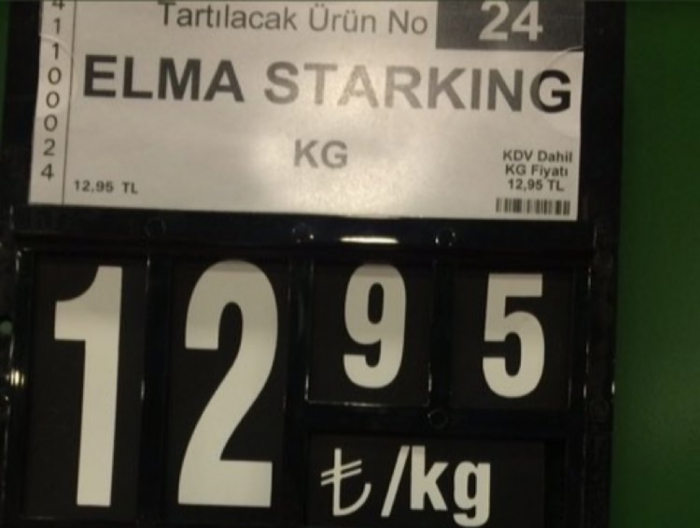 Tartılacak Ürün No 24
4110000024
ELMA STARKING
KG
KDV Dahil
KG Fiyatı
12,95 TL
12,95 TL
12 95
₺/kg